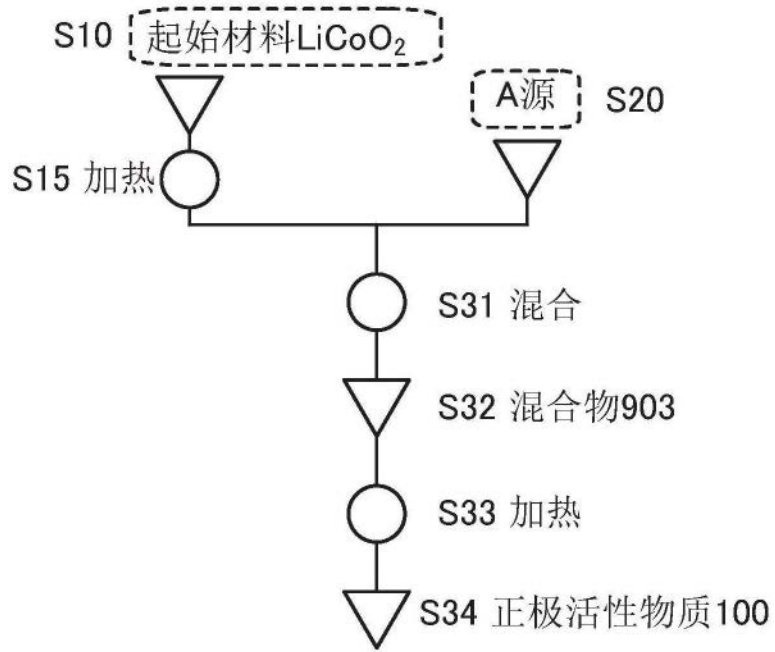 S10 起始材料LiCoO₂
A源 S20
S15 加热
S31 混合
S32 混合物903
S33 加热
S34 正极活性物质100